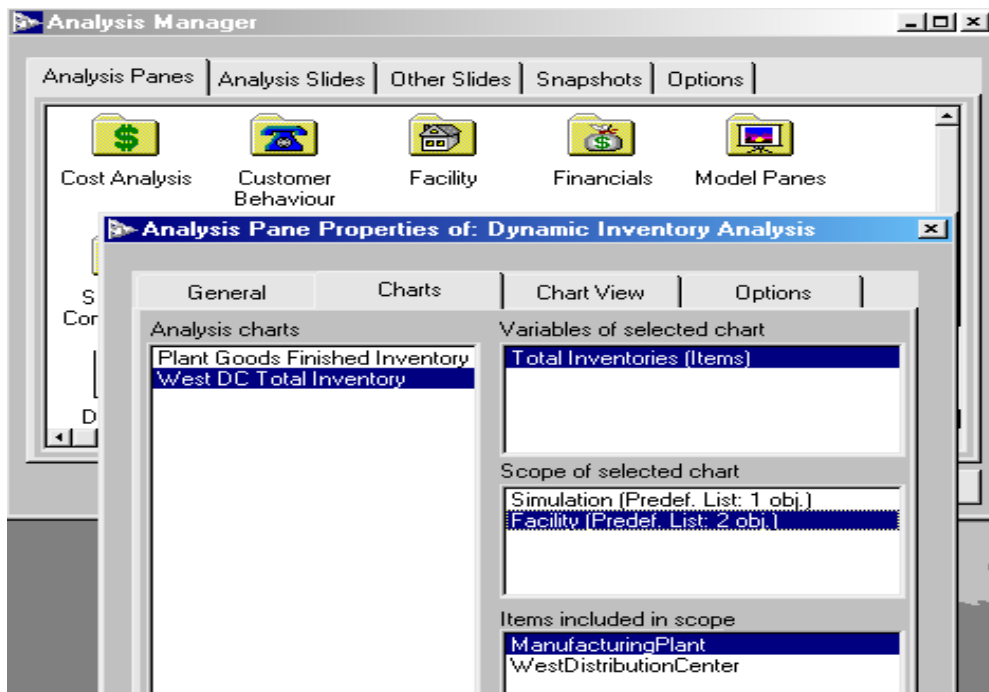 Analysis Manager
Analysis Panes Analysis Slides Other Slides Snapshots Options
Cost Analysis Customer Behaviour Facility Financials Model Panes
Analysis Pane Properties of: Dynamic Inventory Analysis
S
Cor
D
General Charts Chart View Options
Analysis charts
Plant Goods Finished Inventory
West DC Total Inventory
Variables of selected chart
Total Inventories (Items)
Scope of selected chart
Simulation (Predef. List: 1 obj.)
Facility (Predef. List: 2 obj.)
Items included in scope
ManufacturingPlant
WestDistributionCenter